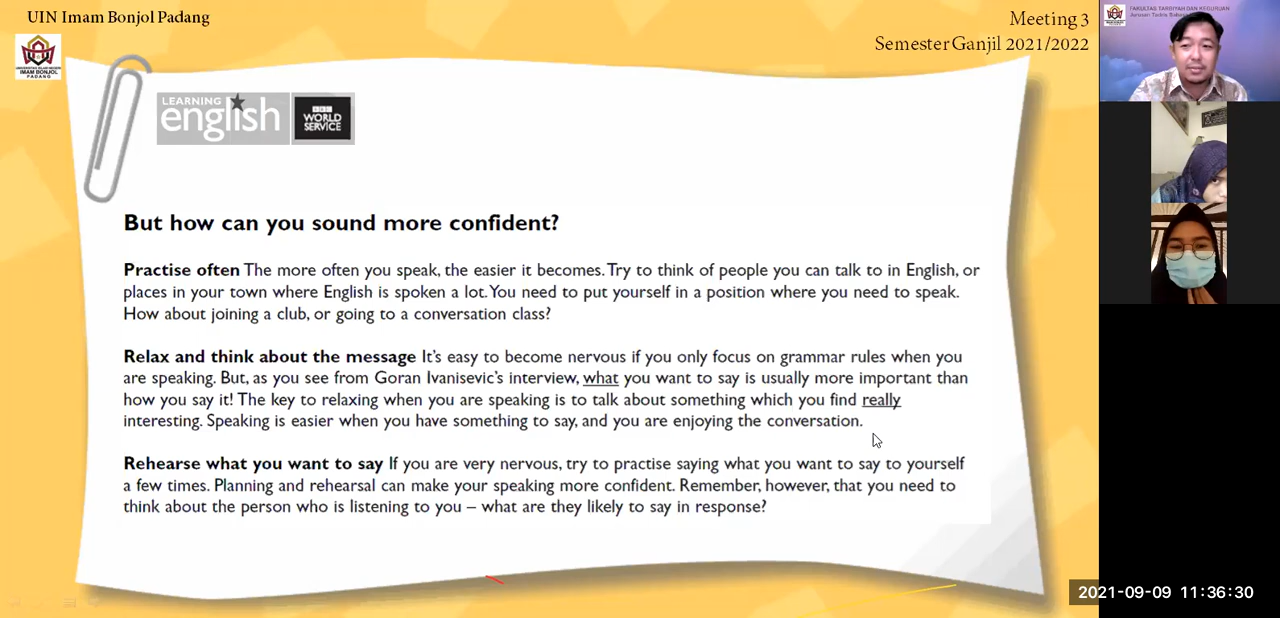 UIN Imam Bonjol Padang
Meeting 3
Semester Ganjil 2021/2022
IMAM BONJOL
PADANG
LEARNING
english
BBC
WORLD
SERVICE
But how can you sound more confident?
Practise often The more often you speak, the easier it becomes. Try to think of people you can talk to in English, or
places in your town where English is spoken a lot. You need to put yourself in a position where you need to speak.
How about joining a club, or going to a conversation class?
Relax and think about the message It's easy to become nervous if you only focus on grammar rules when you
are speaking. But, as you see from Goran Ivanisevic's interview, what you want to say is usually more important than
how you say it! The key to relaxing when you are speaking is to talk about something which you find really
interesting. Speaking is easier when you have something to say, and you are enjoying the conversation.
Rehearse what you want to say If you are very nervous, try to practise saying what you want to say to yourself
a few times. Planning and rehearsal can make your speaking more confident. Remember, however, that you need to
think about the person who is listening to you – what are they likely to say in response?
FAKULTAS TARBIYAH DAN KEGURUAN
2021-09-09 11:36:30